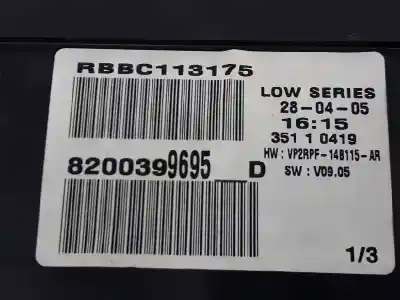 RBBC113175
LOW SERIES
28-04-05
16:15
351 1 0419
HW : VP2RPF-14B115-AR
SW : V09.05
8200399695__D
1/3